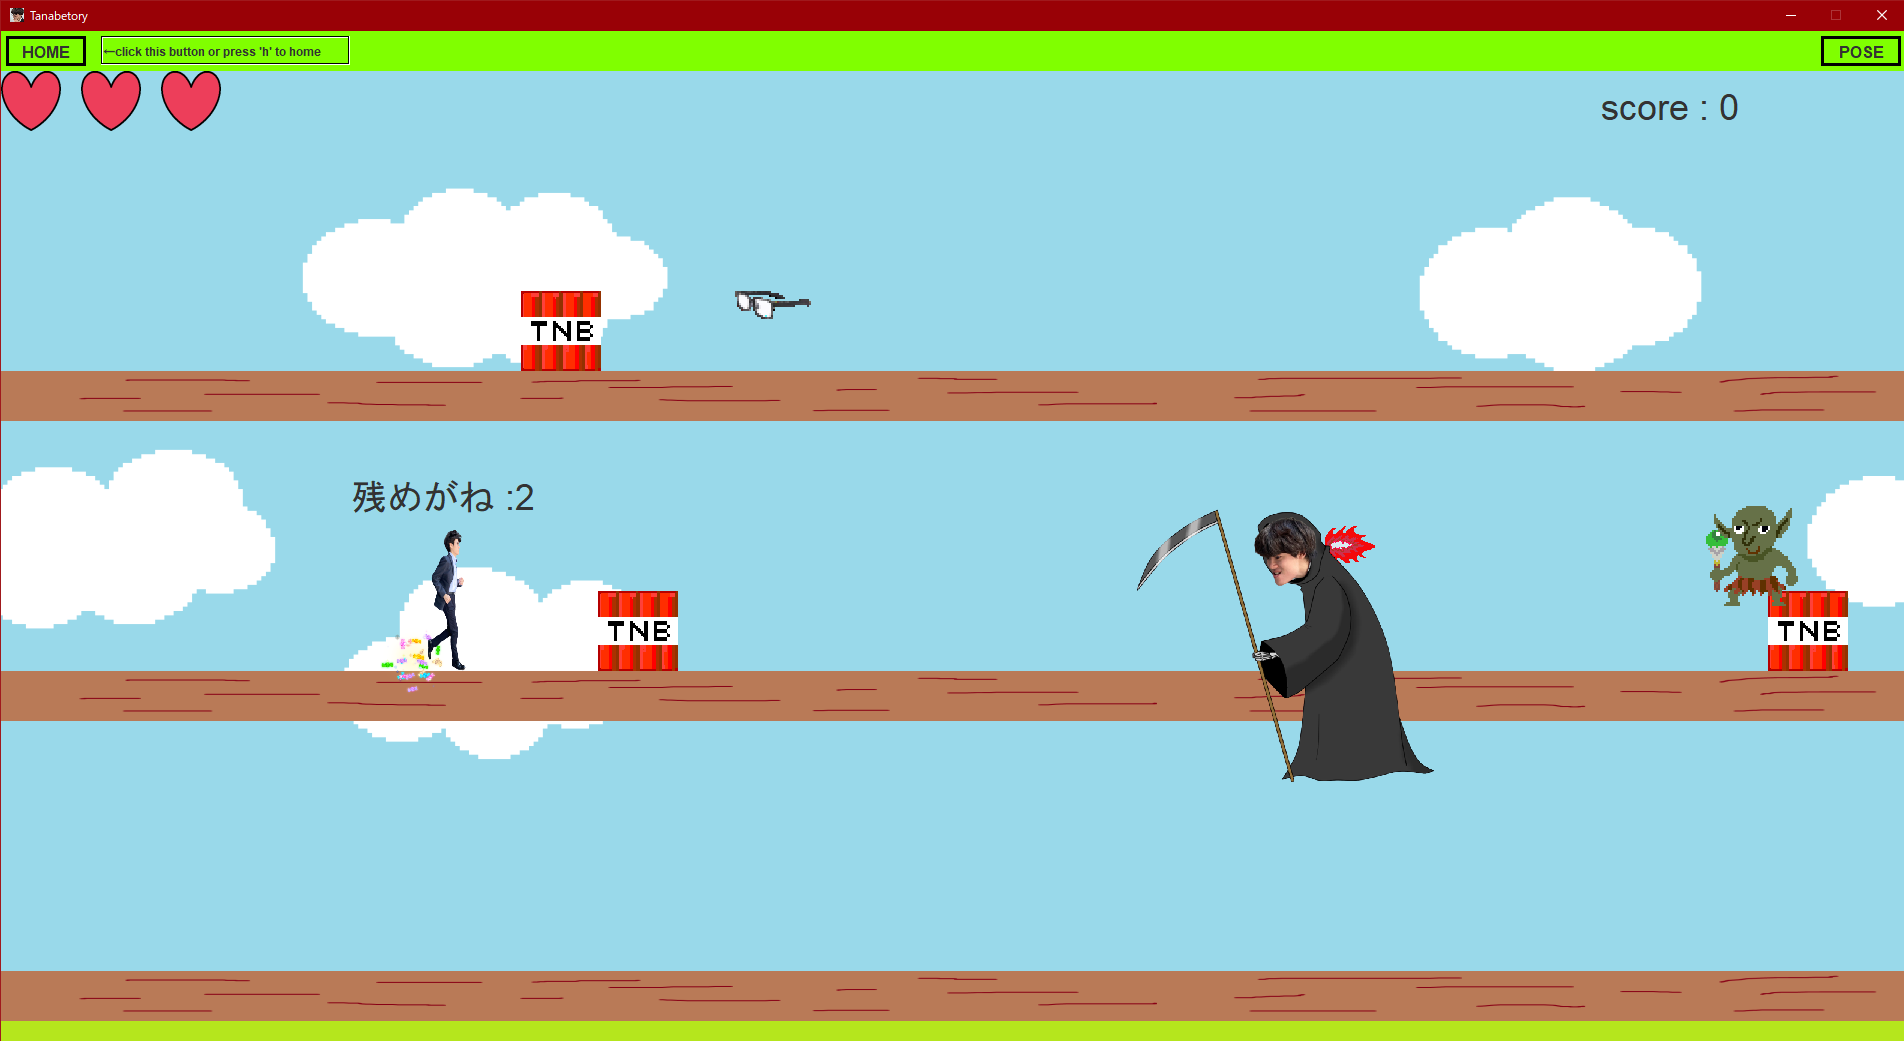 Tanabetory
HOME
←click this button or press 'h' to home
POSE
score : 0
TNB
残めがね :2
TNB
TNB